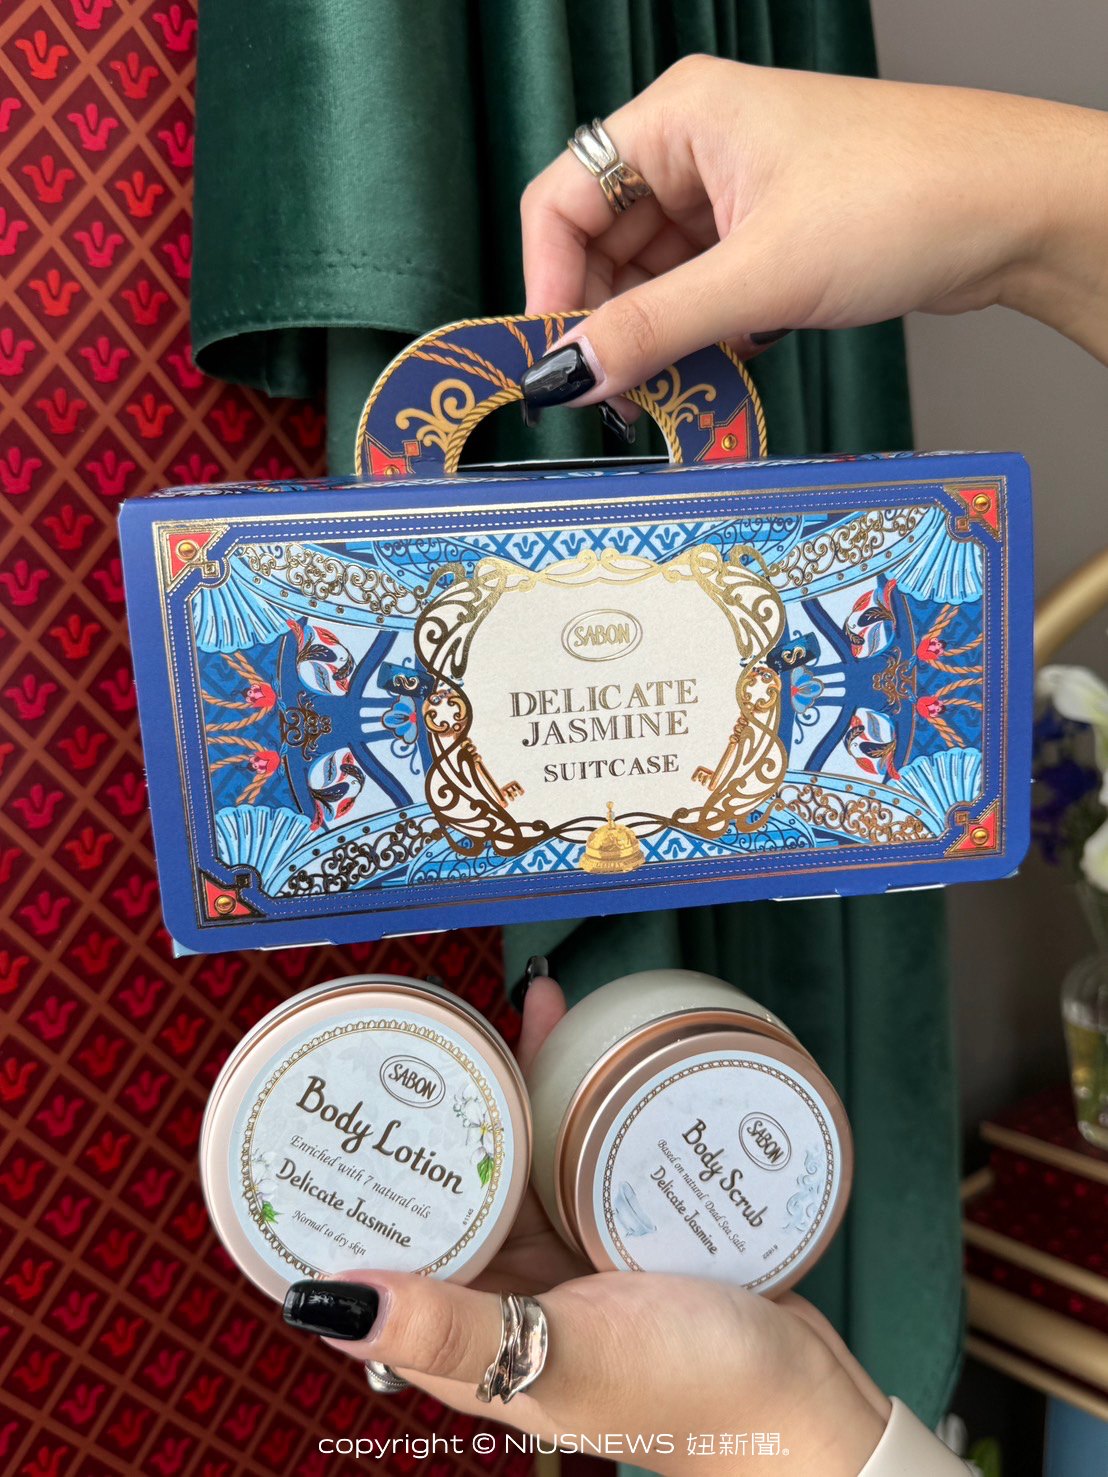 SABON
DELICATE
JASMINE
SUITCASE
SABON
Body Lotion
Enriched with 7 natural oils
Delicate Jasmine
Normal to dry skin
SABON
Body Scrub
Based on natural Dead Sea Salts
Delicate Jasmine
copyright © NIUSNEWS 妞新聞。